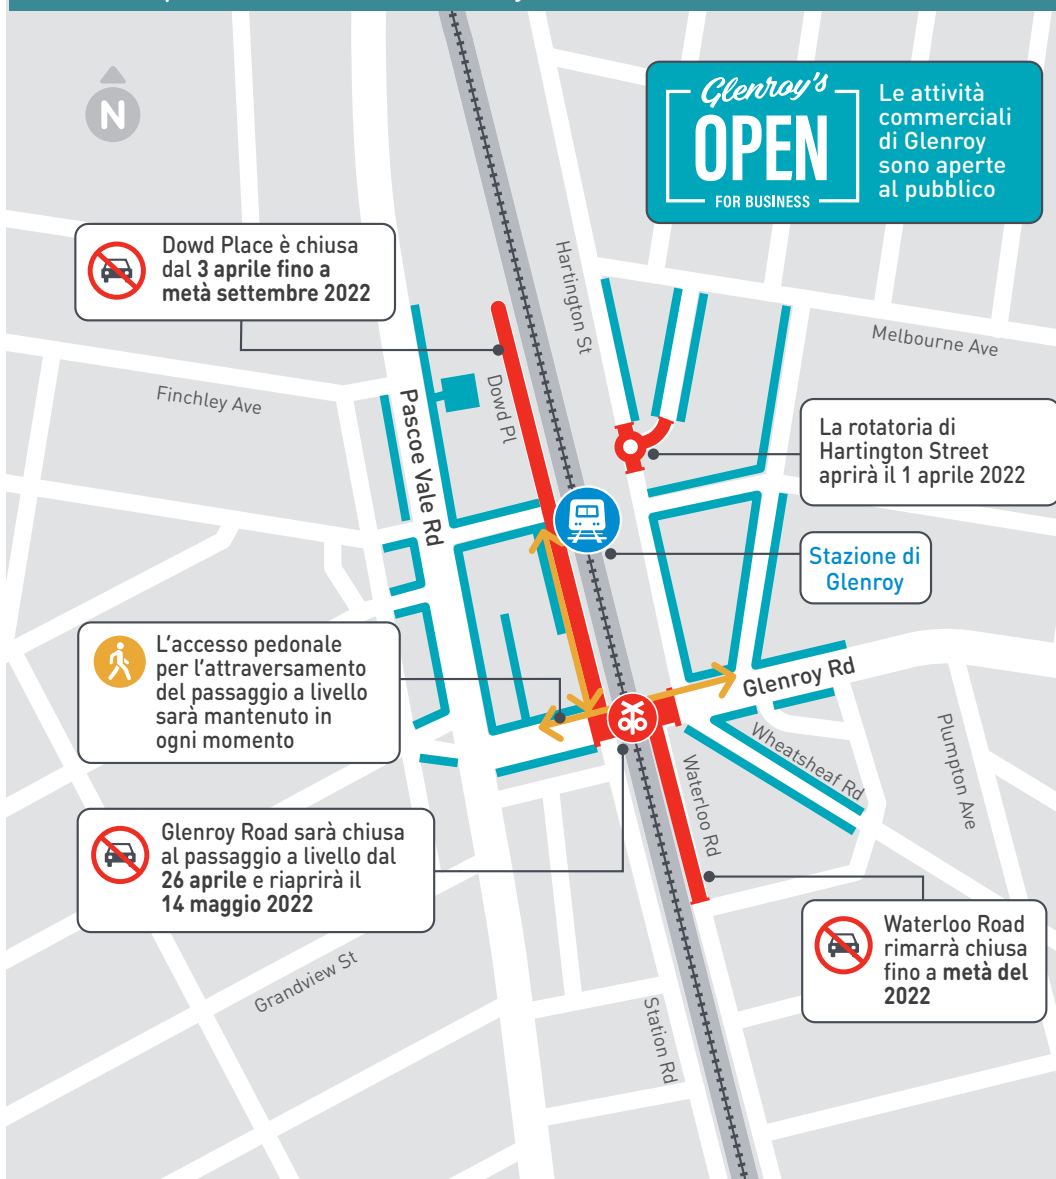 N
Glenroy's
OPEN
FOR BUSINESS
Le attività
commerciali
di Glenroy
sono aperte
al pubblico
Dowd Place è chiusa
dal 3 aprile fino a
metà settembre 2022
Hartington St
Melbourne Ave
Finchley Ave
Pascoe Vale Rd
Dowd Pl
La rotatoria di
Hartington Street
aprirà il 1 aprile 2022
Stazione di
Glenroy
L'accesso pedonale
per l'attraversamento
del passaggio a livello
sarà mantenuto in
ogni momento
Glenroy Rd
Wheatsheaf Rd
Plumpton Ave
Waterloo Rd
Glenroy Road sarà chiusa
al passaggio a livello dal
26 aprile e riaprirà il
14 maggio 2022
Waterloo Road
rimarrà chiusa
fino a metà del
2022
Grandview St
Station Rd